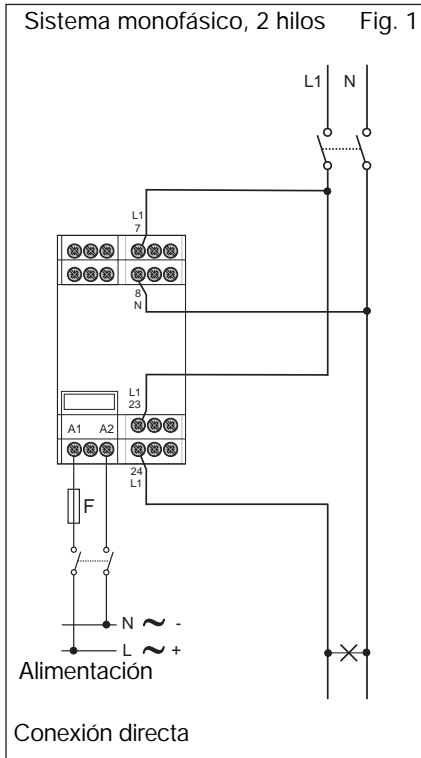 Sistema monofásico, 2 hilos Fig. 1
L1 N
L1
7
8
N
L1
23
A1 A2
24
L1
F
N ~ -
L ~ +
Alimentación
Conexión directa